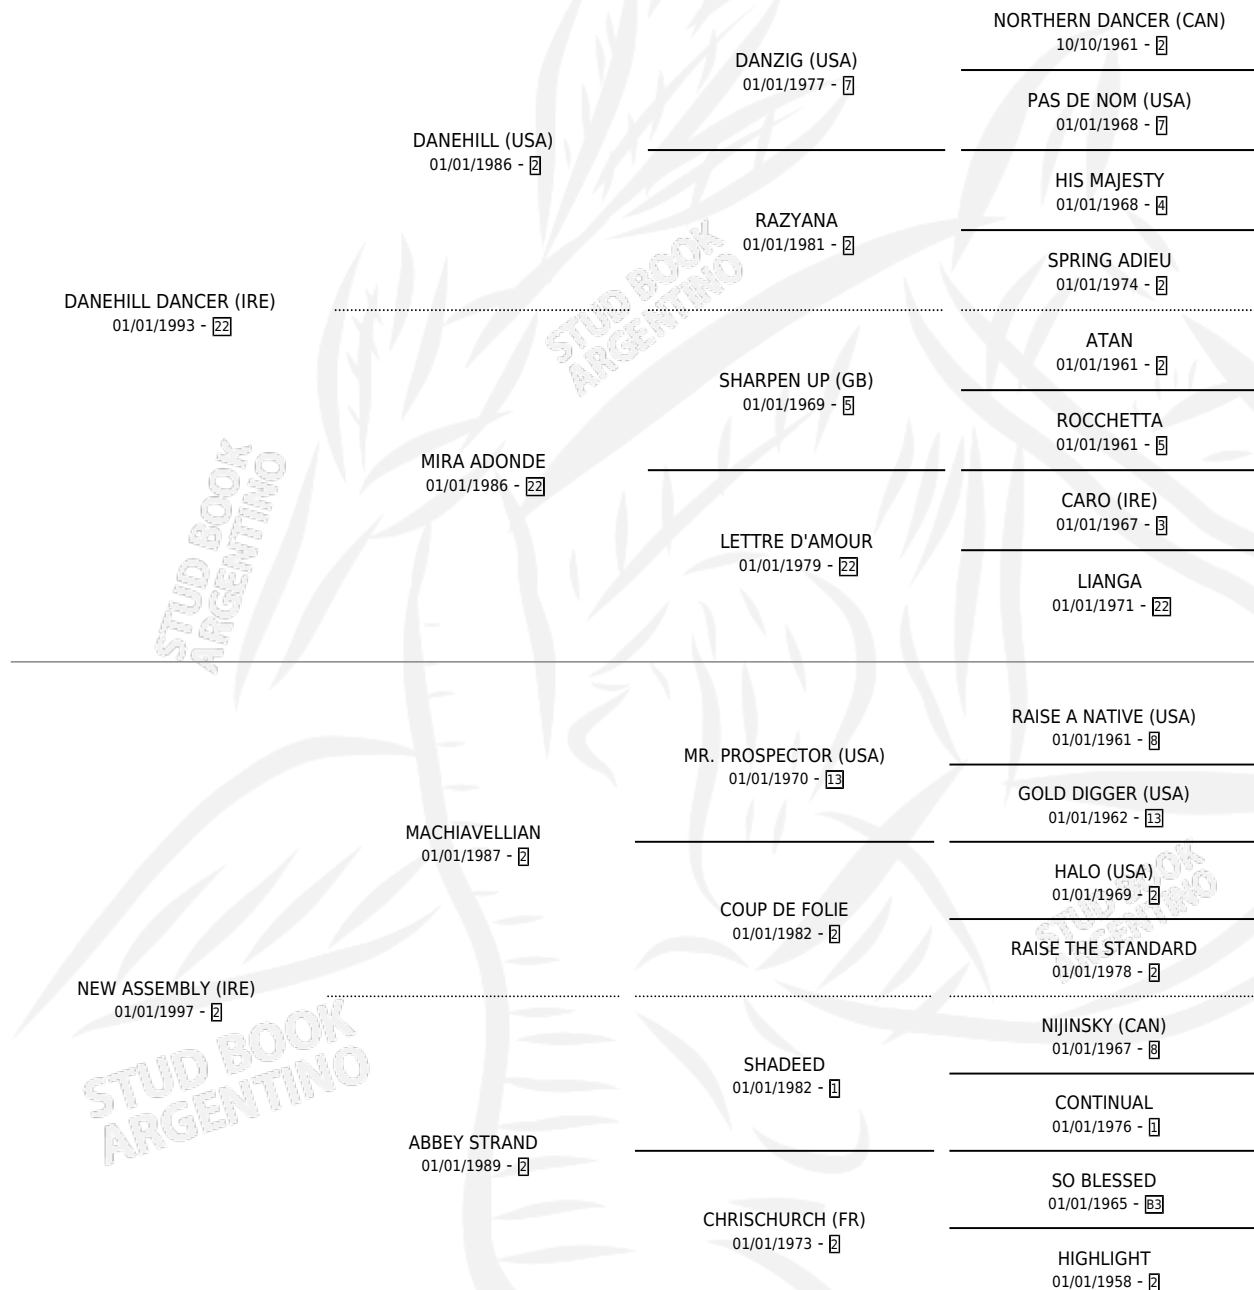 NORTHERN DANCER (CAN)
10/10/1961 - 2
DANZIG (USA)
01/01/1977 - 7
PAS DE NOM (USA)
01/01/1968 - 7
DANEHILL (USA)
01/01/1986 - 2
HIS MAJESTY
01/01/1968 - 4
RAZYANA
01/01/1981 - 2
SPRING ADIEU
01/01/1974 - 2
DANEHILL DANCER (IRE)
01/01/1993 - 22
ATAN
01/01/1961 - 2
SHARPEN UP (GB)
01/01/1969 - 5
ROCCHETTA
01/01/1961 - 5
MIRA ADONDE
01/01/1986 - 22
CARO (IRE)
01/01/1967 - 3
LETTRE D'AMOUR
01/01/1979 - 22
LIANGA
01/01/1971 - 22
RAISE A NATIVE (USA)
01/01/1961 - 8
MR. PROSPECTOR (USA)
01/01/1970 - 13
GOLD DIGGER (USA)
01/01/1962 - 13
MACHIAVELLIAN
01/01/1987 - 2
HALO (USA)
01/01/1969 - 2
COUP DE FOLIE
01/01/1982 - 2
RAISE THE STANDARD
01/01/1978 - 2
NEW ASSEMBLY (IRE)
01/01/1997 - 2
NIJINSKY (CAN)
01/01/1967 - 8
SHADEED
01/01/1982 - 1
CONTINUAL
01/01/1976 - 1
ABBEY STRAND
01/01/1989 - 2
SO BLESSED
01/01/1965 - B3
CHRISCHURCH (FR)
01/01/1973 - 2
HIGHLIGHT
01/01/1958 - 2
STUD BOOK
ARGENTINO
STUD BOOK
ARGENTINO
STUD BOOK
ARGENTINO
STUD BOOK
ARGENTINO